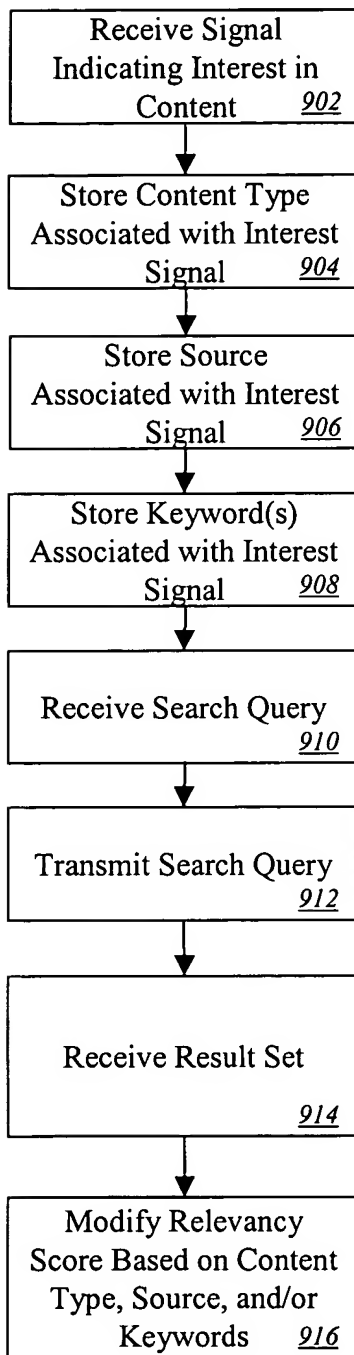 Receive Signal
Indicating Interest in
Content 902
Store Content Type
Associated with Interest
Signal 904
Store Source
Associated with Interest
Signal 906
Store Keyword(s)
Associated with Interest
Signal 908
Receive Search Query
910
Transmit Search Query
912
Receive Result Set
914
Modify Relevancy
Score Based on Content
Type, Source, and/or
Keywords 916